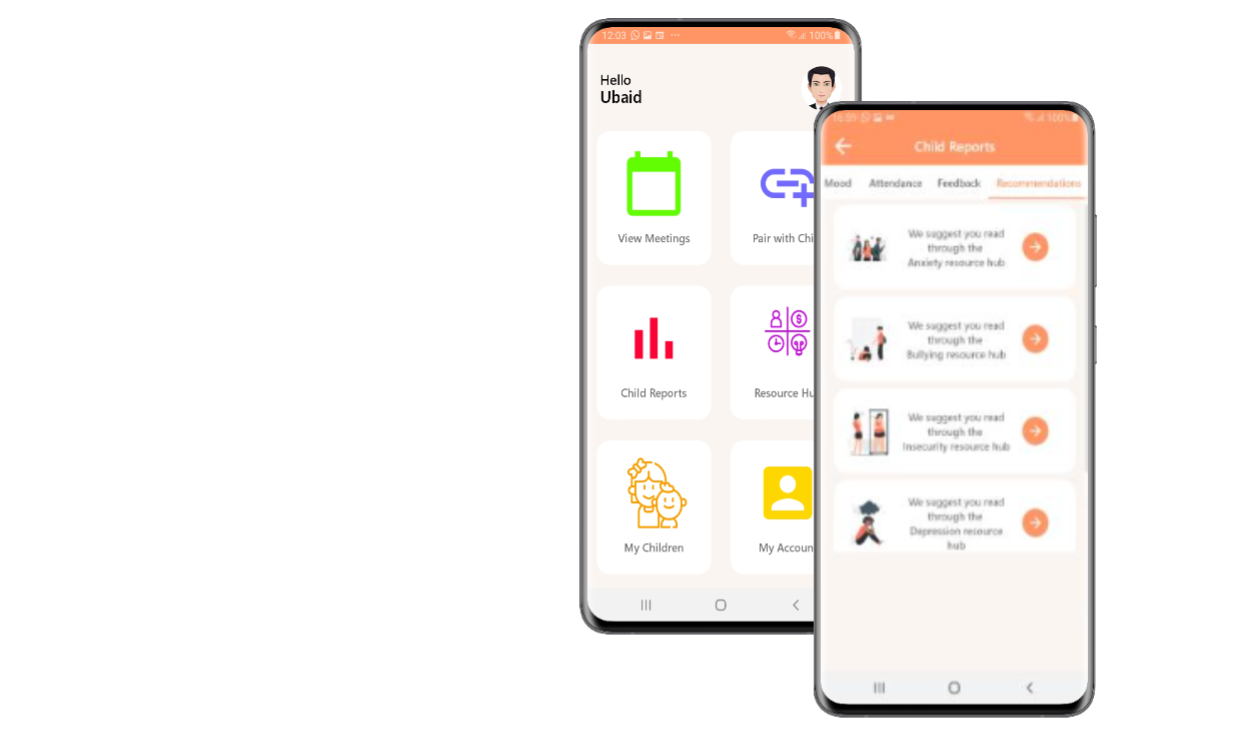 12:03
100%
Hello
Ubaid
View Meetings
Pair with Chi
Child Reports
Resource Hu
My Children
My Accoun
100%
Child Reports
Mood Attendance Feedback Recommendations
We suggest you read
through the
Anxiety resource hub
We suggest you read
through the
Bullying resource hub
We suggest you read
through the
Insecurity resource hub
We suggest you read
through the
Depression resource
hub